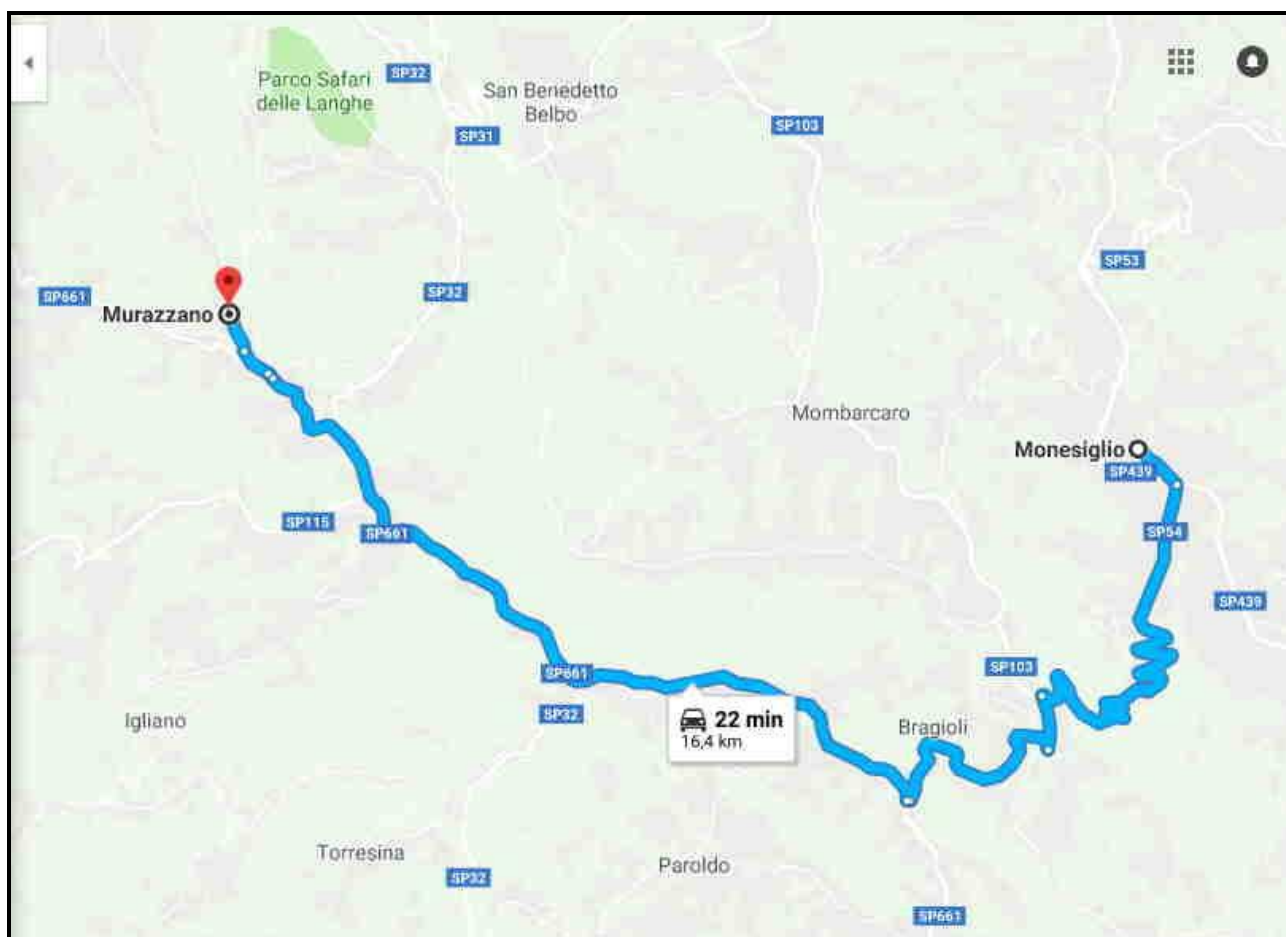 Parco Safari
delle Langhe
SP32
San Benedetto
Belbo
SP31
SP103
SP53
SP661
SP32
Murazzano
Mombarcaro
Monesiglio
SP439
SP115
SP661
SP54
SP439
SP661
SP103
SP32
Igliano
22 min
16,4 km
Bragioli
Torresina
Paroldo
SP32
SP661